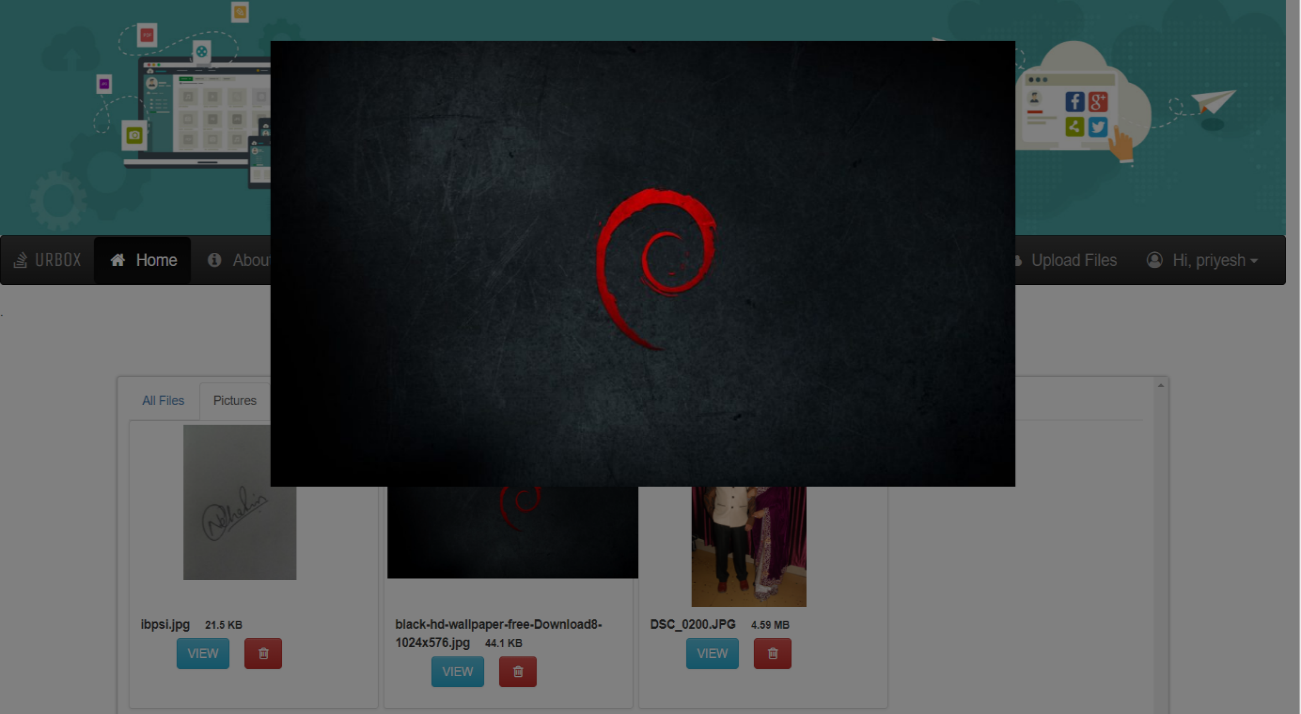 URBOX
Home
About
Upload Files
Hi, priyesh
.
All Files
Pictures
ibpsi.jpg 21.5 KB
VIEW
black-hd-wallpaper-free-Download8-
1024x576.jpg 44.1 KB
VIEW
DSC_0200.JPG 4.59 MB
VIEW